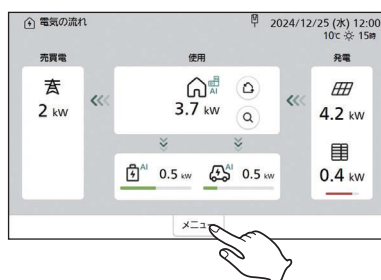 電気の流れ
2024/12/25 (水) 12:00
10℃ 15時
売買電
使用
発電
2 kW
AI
3.7 kW
4.2 kW
AI 0.5 kW
AI 0.5 kW
0.4 kW
メニュー